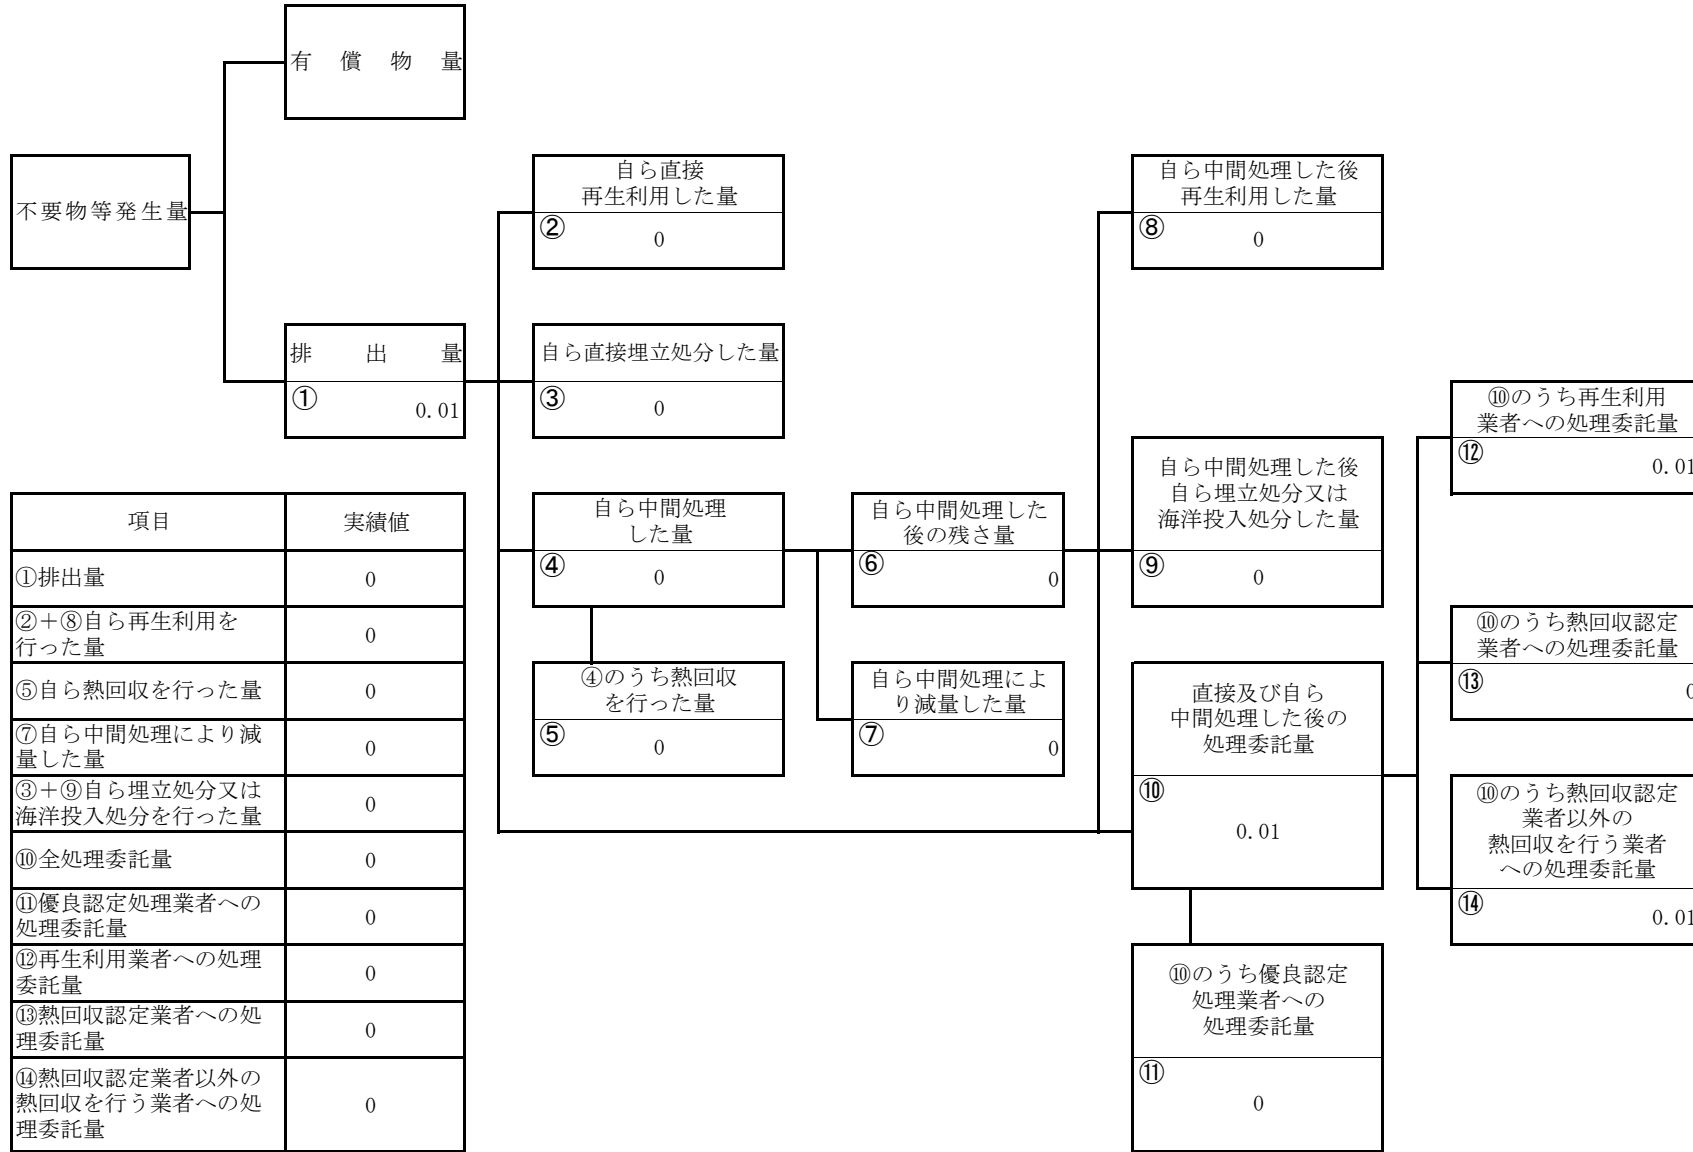 有償物量
不要物等発生量
排出量
①
0.01
自ら直接
再生利用した量
②
0
自ら直接埋立処分した量
③
0
自ら中間処理
した量
④
0
④のうち熱回収
を行った量
⑤
0
自ら中間処理した
後の残さ量
⑥
0
自ら中間処理によ
り減量した量
⑦
0
自ら中間処理した後
再生利用した量
⑧
0
自ら中間処理した後
自ら埋立処分又は
海洋投入処分した量
⑨
0
直接及び自ら
中間処理した後の
処理委託量
⑩
0.01
⑩のうち優良認定
処理業者への
処理委託量
⑪
0
⑩のうち再生利用
業者への処理委託量
⑫
0.01
⑩のうち熱回収認定
業者への処理委託量
⑬
0
⑩のうち熱回収認定
業者以外の
熱回収を行う業者
への処理委託量
⑭
0.01
項目 実績値
①排出量 0
②+⑧自ら再生利用を
行った量 0
⑤自ら熱回収を行った量 0
⑦自ら中間処理により減
量した量 0
③+⑨自ら埋立処分又は
海洋投入処分を行った量 0
⑩全処理委託量 0
⑪優良認定処理業者への
処理委託量 0
⑫再生利用業者への処理
委託量 0
⑬熱回収認定業者への処
理委託量 0
⑭熱回収認定業者以外の
熱回収を行う業者への処
理委託量 0